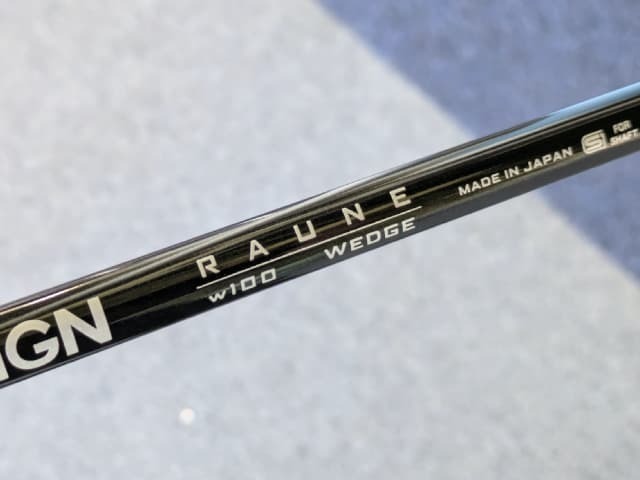 IGN
RAUNE
w100 WEDGE
MADE IN JAPAN
FOR
SHAFT.